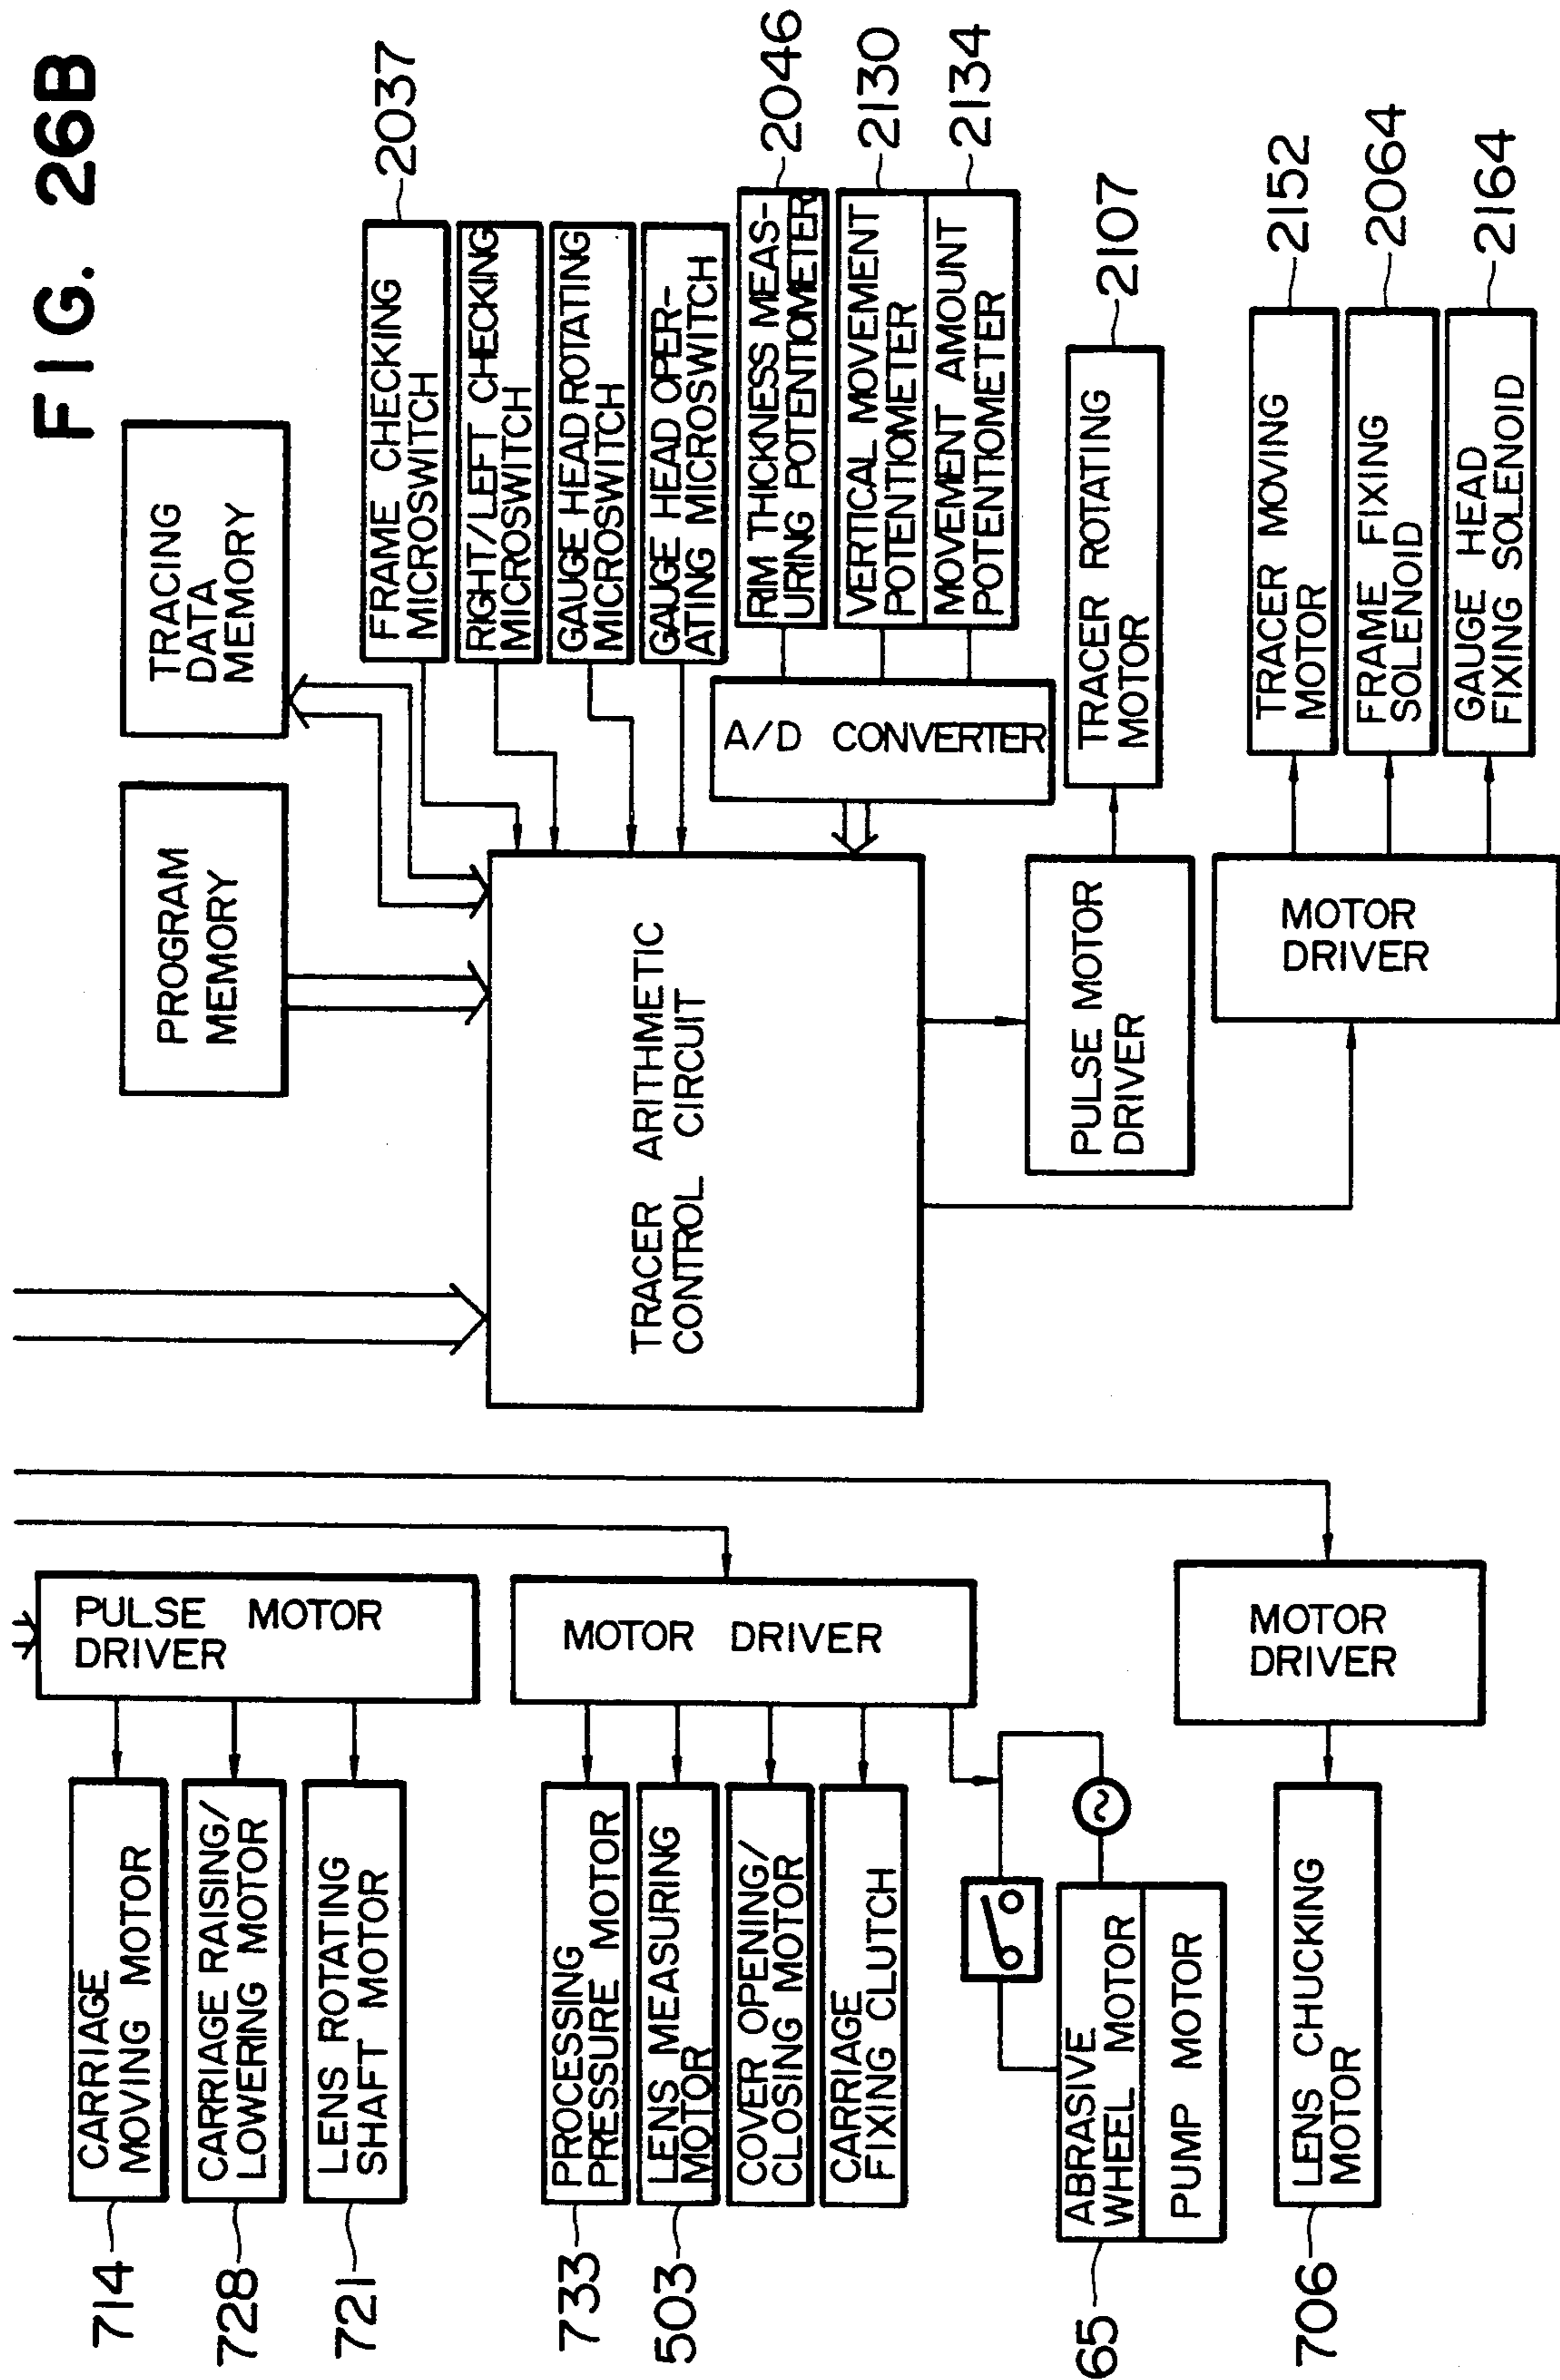 FIG. 26B
PULSE MOTOR
DRIVER
714
CARRIAGE
MOVING MOTOR
728
CARRIAGE RAISING/
LOWERING MOTOR
721
LENS ROTATING
SHAFT MOTOR
MOTOR DRIVER
733
PROCESSING
PRESSURE MOTOR
503
LENS MEASURING
MOTOR
COVER OPENING/
CLOSING MOTOR
CARRIAGE
FIXING CLUTCH
65
ABRASIVE
WHEEL MOTOR
PUMP MOTOR
MOTOR
DRIVER
706
LENS CHUCKING
MOTOR
PROGRAM
MEMORY
TRACING
DATA
MEMORY
TRACER ARITHMETIC
CONTROL CIRCUIT
FRAME CHECKING
MICROSWITCH
2037
RIGHT/LEFT CHECKING
MICROSWITCH
GAUGE HEAD ROTATING
MICROSWITCH
GAUGE HEAD OPER-
ATING MICROSWITCH
RIM THICKNESS MEAS-
URING POTENTIOMETER
2046
VERTICAL MOVEMENT
POTENTIOMETER
2130
MOVEMENT AMOUNT
POTENTIOMETER
2134
A/D CONVERTER
PULSE MOTOR
DRIVER
TRACER ROTATING
MOTOR
2107
MOTOR
DRIVER
TRACER MOVING
MOTOR
2152
FRAME FIXING
SOLENOID
2064
GAUGE HEAD
FIXING SOLENOID
2164